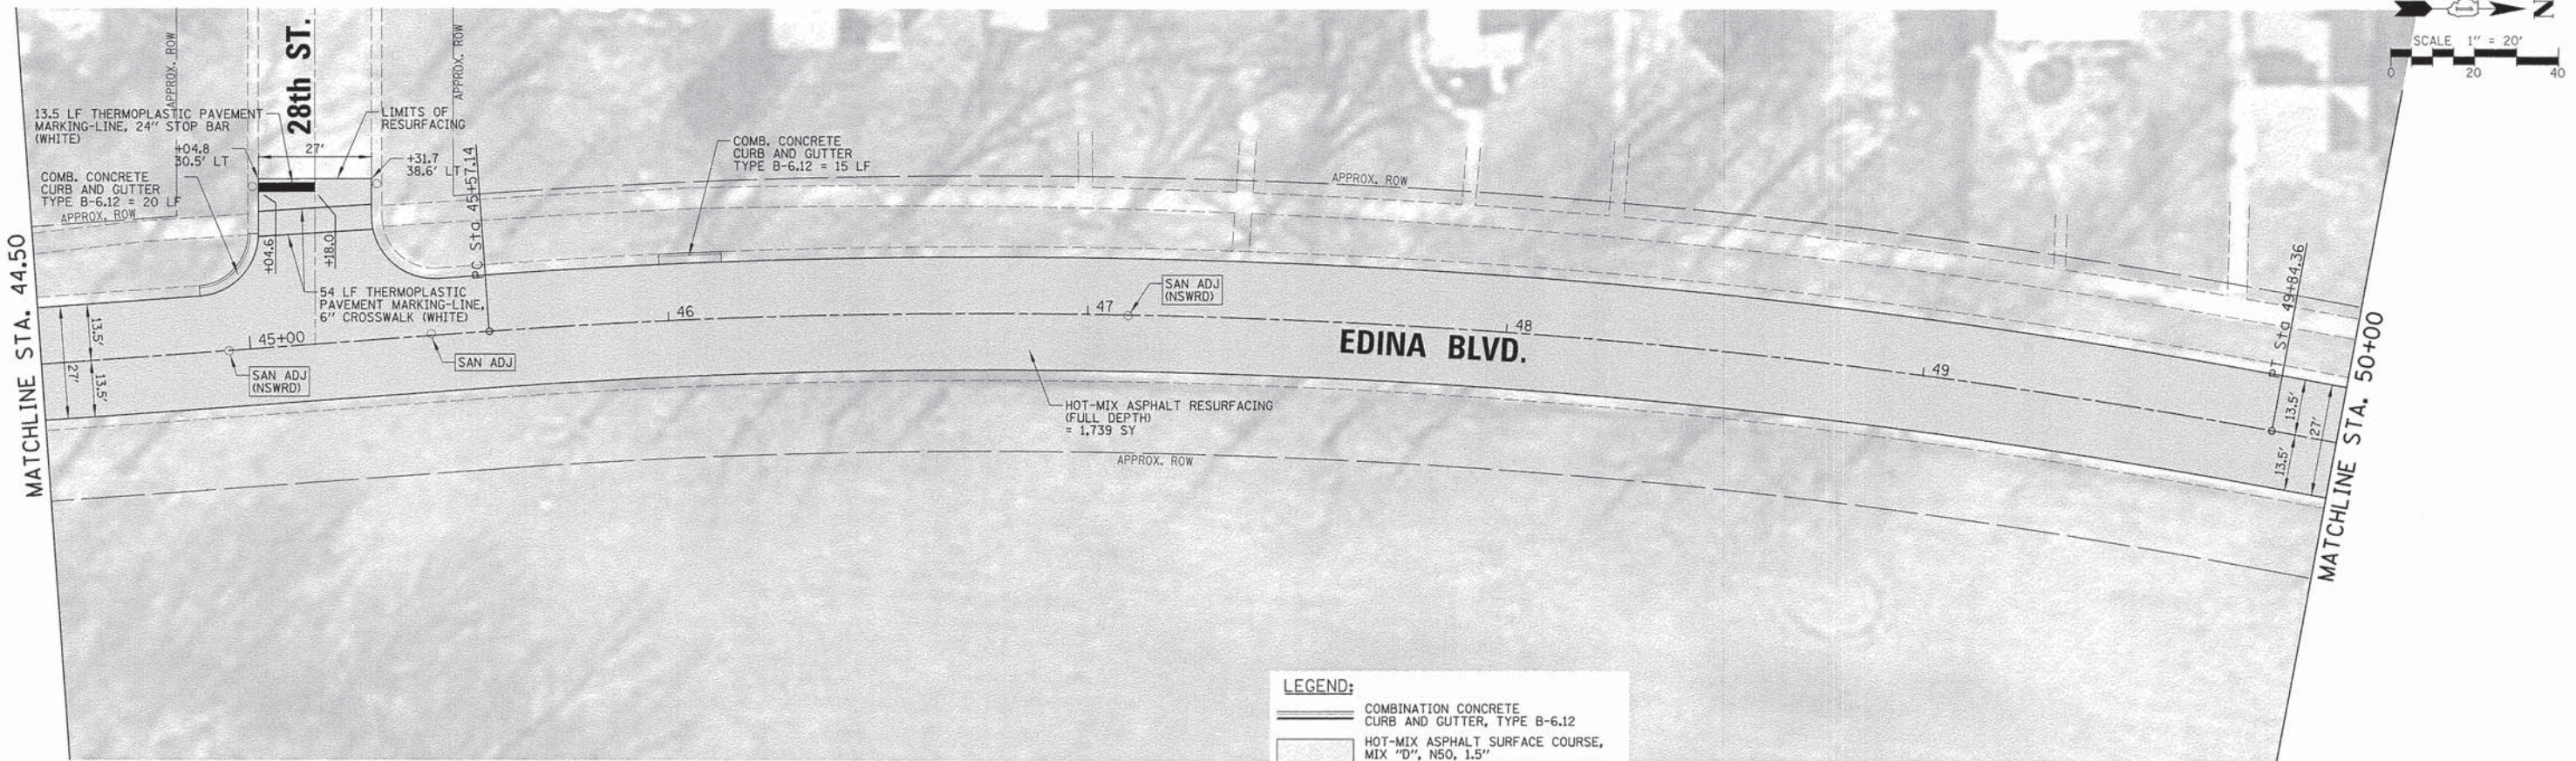 28th ST.
APPROX. ROW
APPROX. ROW
13.5 LF THERMOPLASTIC PAVEMENT
MARKING-LINE, 24" STOP BAR
(WHITE)
LIMITS OF
RESURFACING
27'
+04.8
30.5' LT
+31.7
38.6' LT
COMB. CONCRETE
CURB AND GUTTER
TYPE B-6.12 = 20 LF
APPROX. ROW
+04.6
+18.0
PC Sta 45+57.14
54 LF THERMOPLASTIC
PAVEMENT MARKING-LINE,
6" CROSSWALK (WHITE)
COMB. CONCRETE
CURB AND GUTTER
TYPE B-6.12 = 15 LF
APPROX. ROW
MATCHLINE STA. 44.50
13.5'
27'
13.5'
45+00
46
47
48
49
SAN ADJ
(NSWRD)
SAN ADJ
SAN ADJ
(NSWRD)
EDINA BLVD.
HOT-MIX ASPHALT RESURFACING
(FULL DEPTH)
= 1,739 SY
APPROX. ROW
PT Sta 49+84.36
13.5'
27'
13.5'
MATCHLINE STA. 50+00
N
SCALE 1" = 20'
0 20 40
LEGEND:
COMBINATION CONCRETE
CURB AND GUTTER, TYPE B-6.12
HOT-MIX ASPHALT SURFACE COURSE,
MIX "D", N50, 1.5"